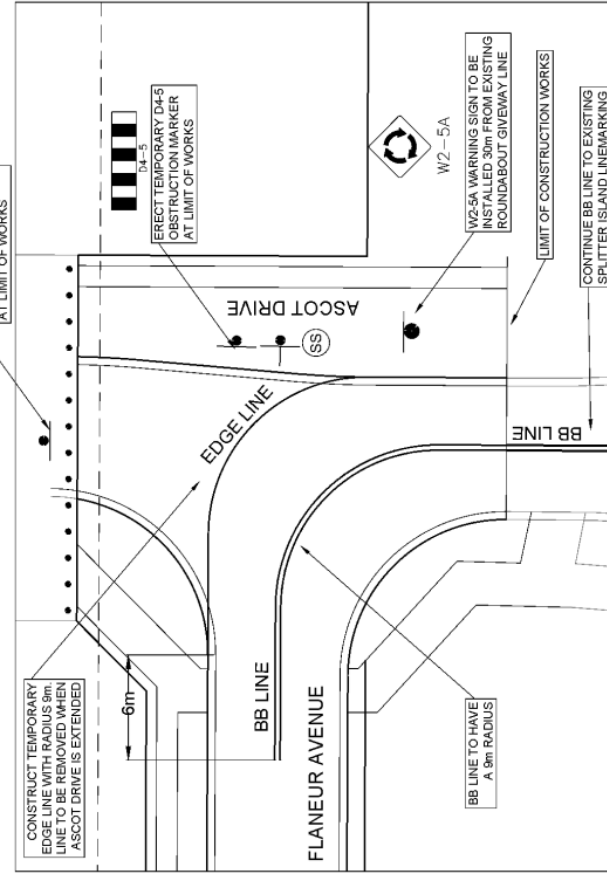 AT LIMIT OF WORKS
D4-5
ERECT TEMPORARY D4-5
OBSTRUCTION MARKER
AT LIMIT OF WORKS
W2-5A
W2-5A WARNING SIGN TO BE
INSTALLED 30m FROM EXISTING
ROUNDABOUT GIVEWAY LINE
LIMIT OF CONSTRUCTION WORKS
CONTINUE BB LINE TO EXISTING
SPLITTER ISLAND LINEMARKING
ASCOT DRIVE
SS
EDGE LINE
BB LINE
CONSTRUCT TEMPORARY
EDGE LINE WITH RADIUS 9m.
LINE TO BE REMOVED WHEN
ASCOT DRIVE IS EXTENDED
6m
BB LINE
FLANEUR AVENUE
BB LINE TO HAVE
A 9m RADIUS